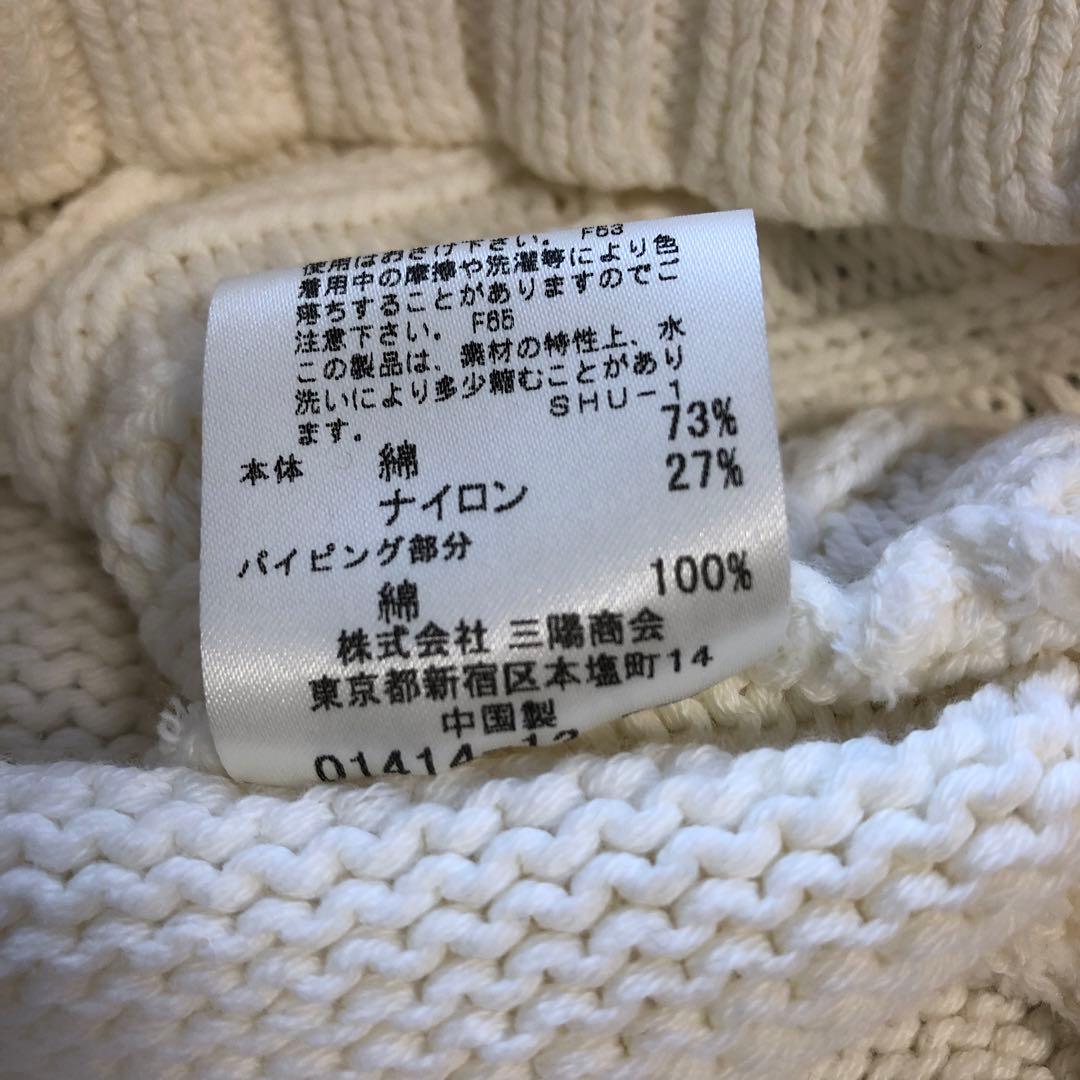 使用はおさけ下さい。 F63
着用中の摩擦や洗濯等により色
落ちすることがありますのでご
注意下さい。 F65
この製品は、素材の特性上、水
洗いにより多少縮むことがあり
ます。 SHU-1
本体 綿 73%
ナイロン 27%
パイピング部分
綿 100%
株式会社 三陽商会
東京都新宿区本塩町14
中国製
01414